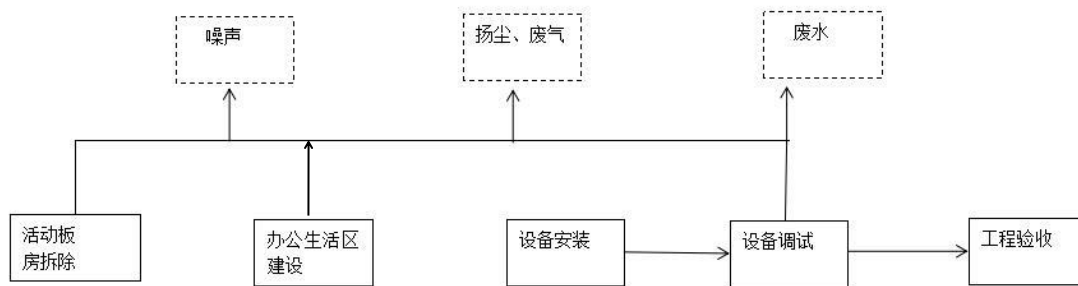 噪声
扬尘、废气
废水
活动板
房拆除
办公生活区
建设
设备安装
设备调试
工程验收